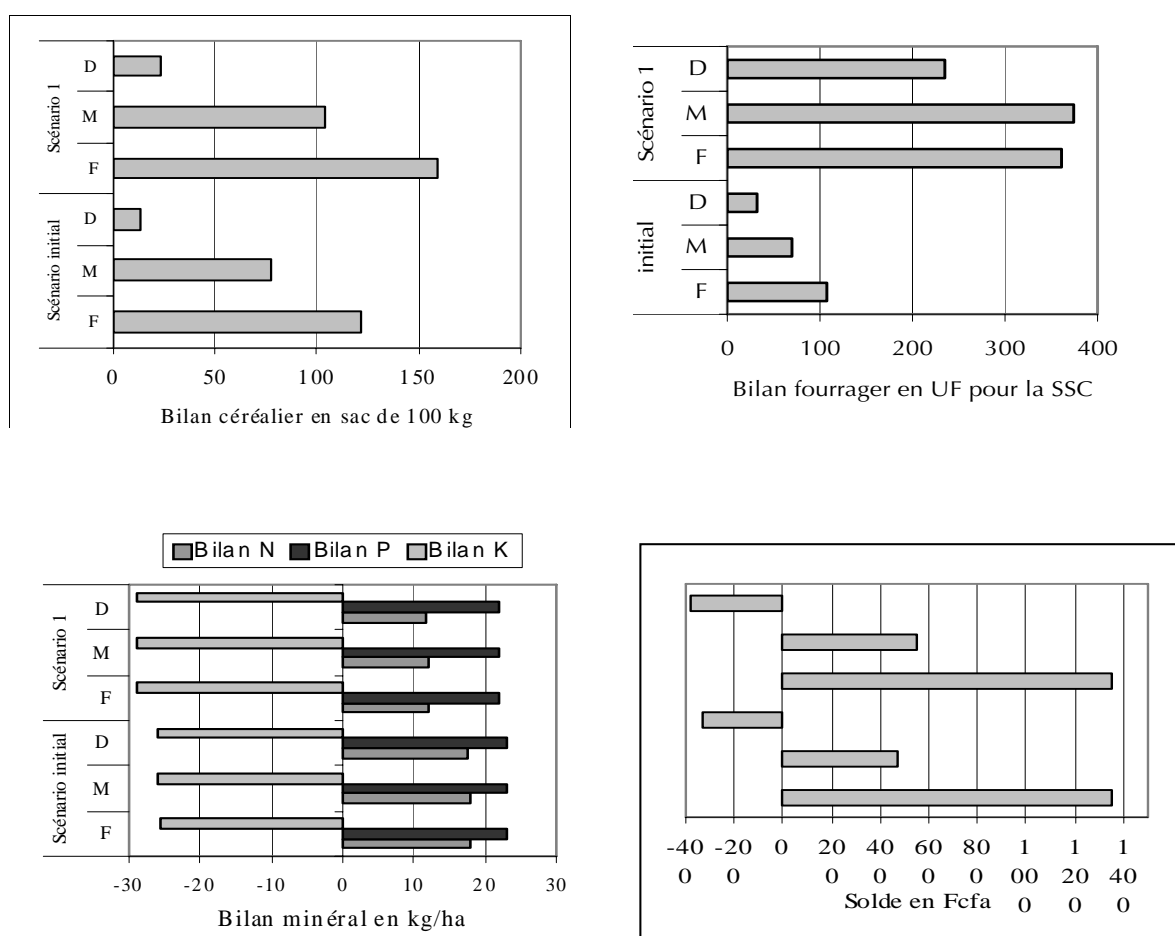 Scénario 1
D
M
F
Scénario initial
D
M
F
0 50 100 150 200
Bilan céréalier en sac de 100 kg
Scénario 1
D
M
F
initial
D
M
F
0 100 200 300 400
Bilan fourrager en UF pour la SSC
Bilan N Bilan P Bilan K
Scénario 1
D
M
F
Scénario initial
D
M
F
-30 -20 -10 0 10 20 30
Bilan minéral en kg/ha
-40 -20 0 20 40 60 80 1 1 1
0 0 0 0 0 0 00 20 40
Solde en Fcfa 0 0 0